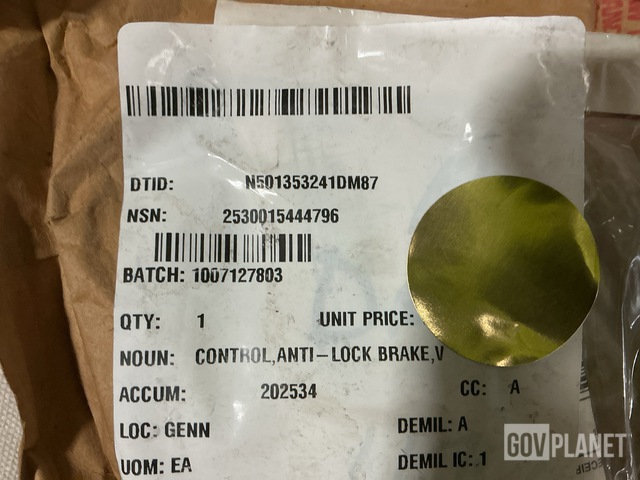 DTID: N501353241DM87
NSN: 2530015444796
BATCH: 1007127803
QTY: 1 UNIT PRICE:
NOUN: CONTROL,ANTI-LOCK BRAKE,V
ACCUM: 202534 CC: A
LOC: GENN DEMIL: A
UOM: EA DEMIL IC: 1
GOVPLANET